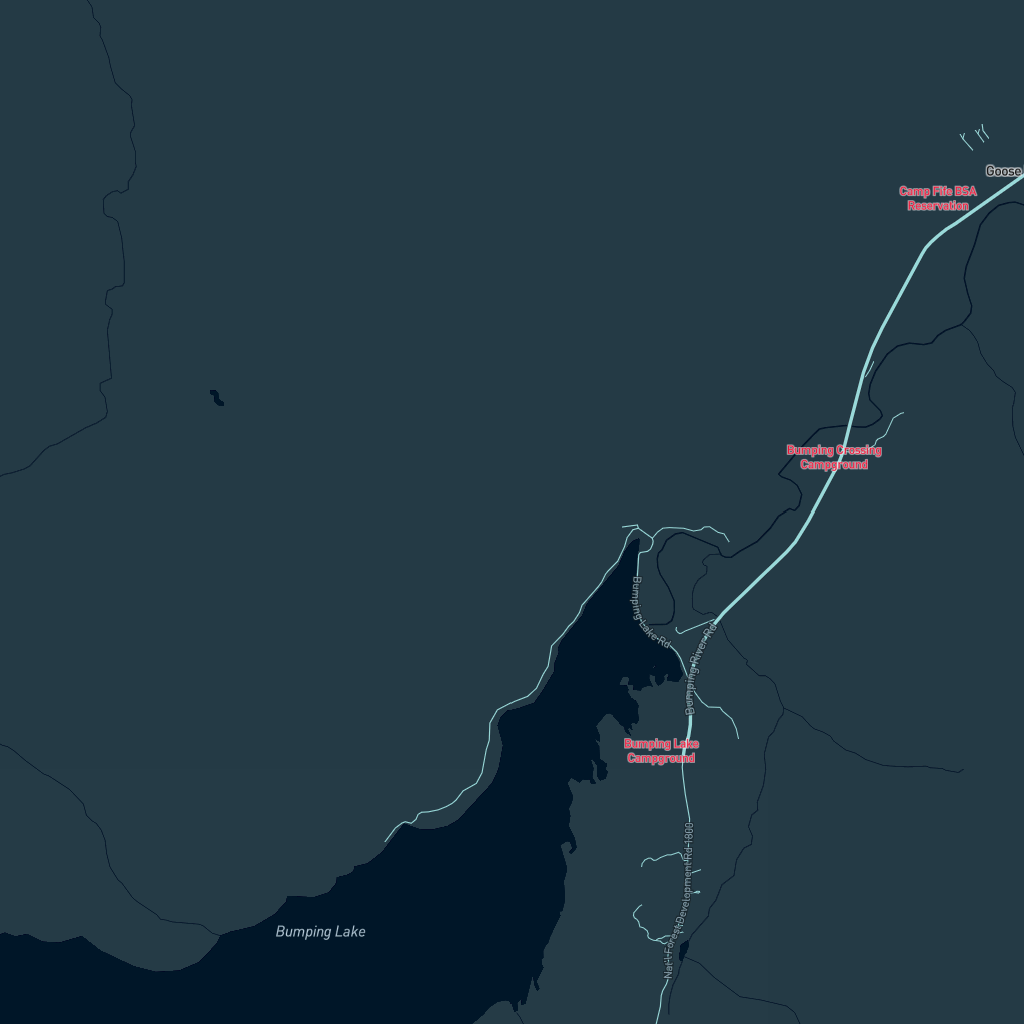 Goose
Camp Fife BSA
Reservation
Bumping Crossing
Campground
Bumping Lake Rd
Bumping River Rd
Bumping Lake
Campground
Nat'l Forest Development Rd 1800
Bumping Lake